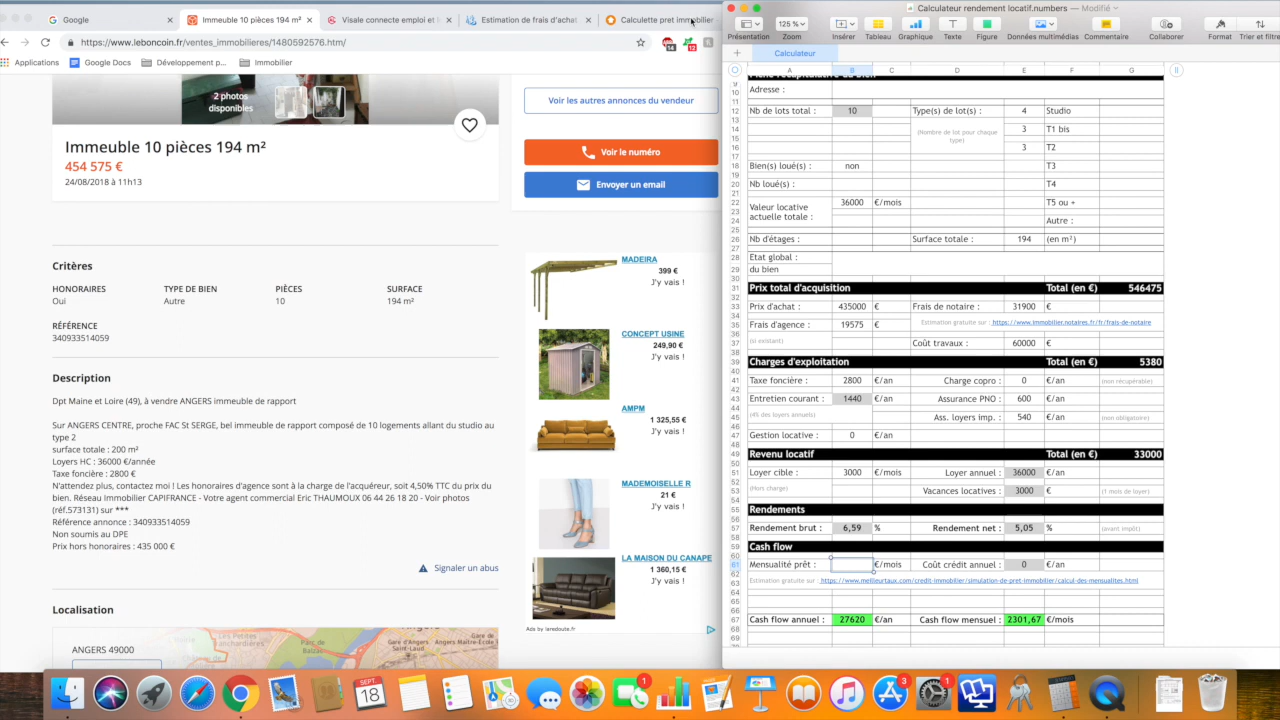 Google
Immeuble 10 pièces 194 m²
Visale connecte emploi et l
Estimation de frais d'achat
Calculette pret immobilier
https://www.leboncoin.fr/ventes_immobilieres/1480592576.htm/
14
12
Applications
Google Docs
Développement p...
Immobilier
2 photos
disponibles
Immeuble 10 pièces 194 m²
454 575 €
24/08/2018 à 11h13
Critères
HONORAIRES TYPE DE BIEN PIÈCES SURFACE
Oui Autre 10 194 m²
RÉFÉRENCE
340933514059
Description
Dpt Maine et Loire (49), à vendre ANGERS immeuble de rapport
Sur ANGERS CENTRE, proche FAC St SERGE, bel immeuble de rapport composé de 10 logements allant du studio au
type 2
surface totale : 200 m²
Loyers HC : 36000 €/année
Taxe foncière : 2800 €
N'attendez plus, contactez moi ! Les honoraires d'agence sont à la charge de l'acquéreur, soit 4,50% TTC du prix du
bien. Réseau Immobilier CAPIFRANCE - Votre agent commercial Eric THAUMOUX 06 44 26 18 20 - Voir photos
(réf.573131) sur ***
Référence annonce : 340933514059
Non soumis au DPE
Prix hors honoraires : 435 000 €
Signaler un abus
Localisation
ANGERS 49000
Voir les autres annonces du vendeur
Voir le numéro
Envoyer un email
MADEIRA
399 €
J'y vais !
CONCEPT USINE
249,90 €
J'y vais !
AMPM
1 325,55 €
J'y vais !
MADEMOISELLE R
21 €
J'y vais !
LA MAISON DU CANAPE
1 360,15 €
J'y vais !
Ads by laredoute.fr
Calculateur rendement locatif.numbers — Modifié
125 %
Présentation Zoom Insérer Tableau Graphique Texte Figure Données multimédias Commentaire Collaborer Format Trier et filtre
Calculateur
A B C D E F G
Adresse :
Nb de lots total : 10 Type(s) de lot(s) : 4 Studio
(Nombre de lot pour chaque
type)
3 T1 bis
3 T2
Bien(s) loué(s) : non T3
Nb loué(s) : T4
Valeur locative
actuelle totale :
36000 €/mois T5 ou +
Autre :
Nb d'étages : Surface totale : 194 (en m²)
Etat global :
du bien
Prix total d'acquisition Total (en €) 546475
Prix d'achat : 435000 € Frais de notaire : 31900 €
Estimation gratuite sur : https://www.immobilier.notaires.fr/fr/frais-de-notaire
Frais d'agence : 19575 €
(si existant)
Coût travaux : 60000 €
Charges d'exploitation Total (en €) 5380
Taxe foncière : 2800 €/an Charge copro : 0 €/an (non récupérable)
Entretien courant : 1440 €/an Assurance PNO : 600 €/an
(4% des loyers annuels)
Ass. loyers imp. : 540 €/an (non obligatoire)
Gestion locative : 0 €/an
Revenu locatif Total (en €) 33000
Loyer cible : 3000 €/mois Loyer annuel : 36000 €/an
(Hors charge)
Vacances locatives : 3000 € (1 mois de loyer)
Rendements
Rendement brut : 6,59 % Rendement net : 5,05 % (avant impôt)
Cash flow
Mensualité prêt : €/mois Coût crédit annuel : 0 €/an
Estimation gratuite sur : https://www.meilleurtaux.com/credit-immobilier/simulation-de-pret-immobilier/calcul-des-mensualites.html
Cash flow annuel : 27620 €/an Cash flow mensuel : 2301,67 €/mois
SEPT.
18
1
3
1